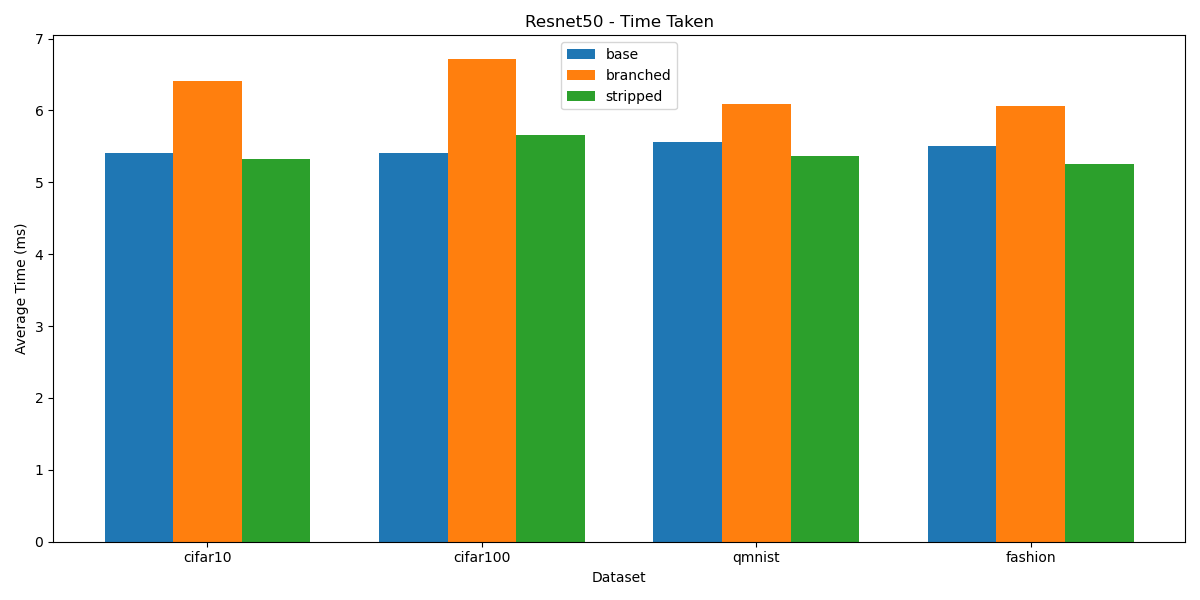 Resnet50 - Time Taken
base
branched
stripped
Average Time (ms)
7
6
5
4
3
2
1
0
cifar10
cifar100
qmnist
fashion
Dataset